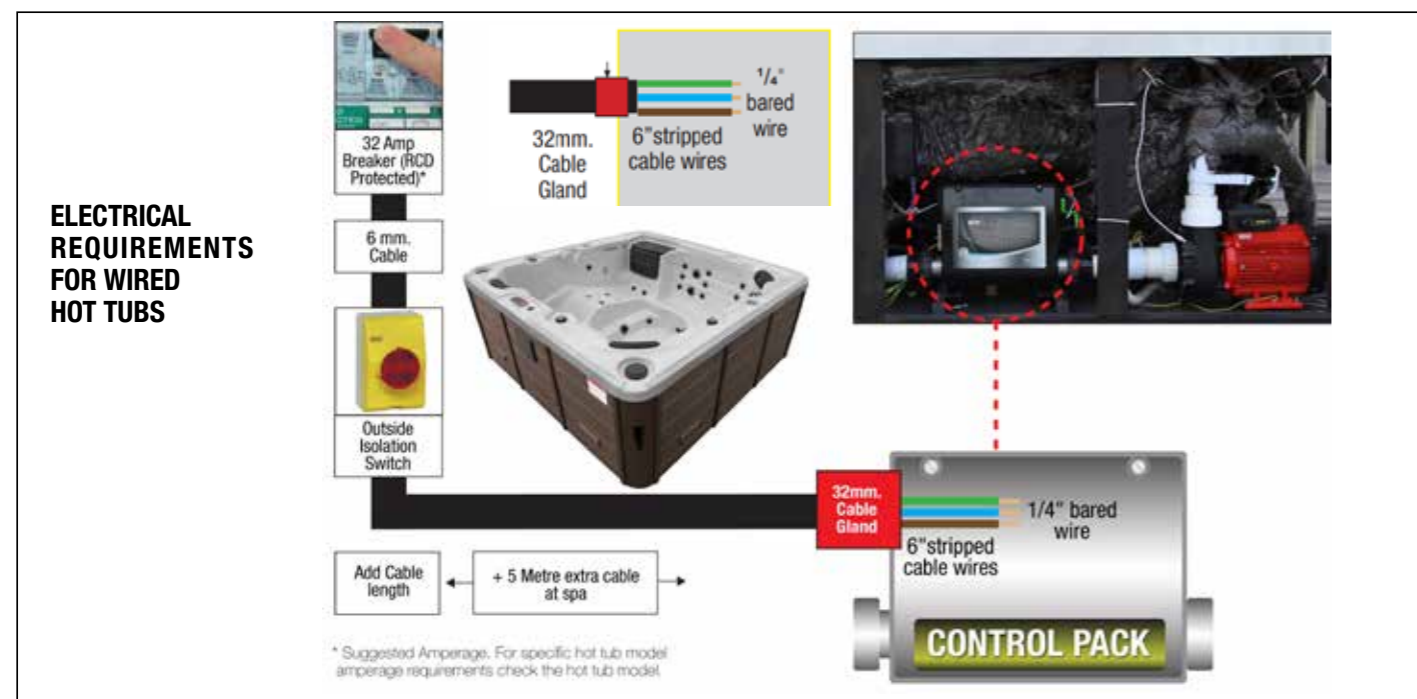 ELECTRICAL
REQUIREMENTS
FOR WIRED
HOT TUBS
32 Amp
Breaker (RCD
Protected)*
6 mm.
Cable
Outside
Isolation
Switch
Add Cable
length
+ 5 Metre extra cable
at spa
* Suggested Amperage. For specific hot tub model
amperage requirements check the hot tub model
32mm.
Cable
Gland
6"stripped
cable wires
1/4"
bared
wire
32mm.
Cable
Gland
6"stripped
cable wires
1/4" bared
wire
CONTROL PACK